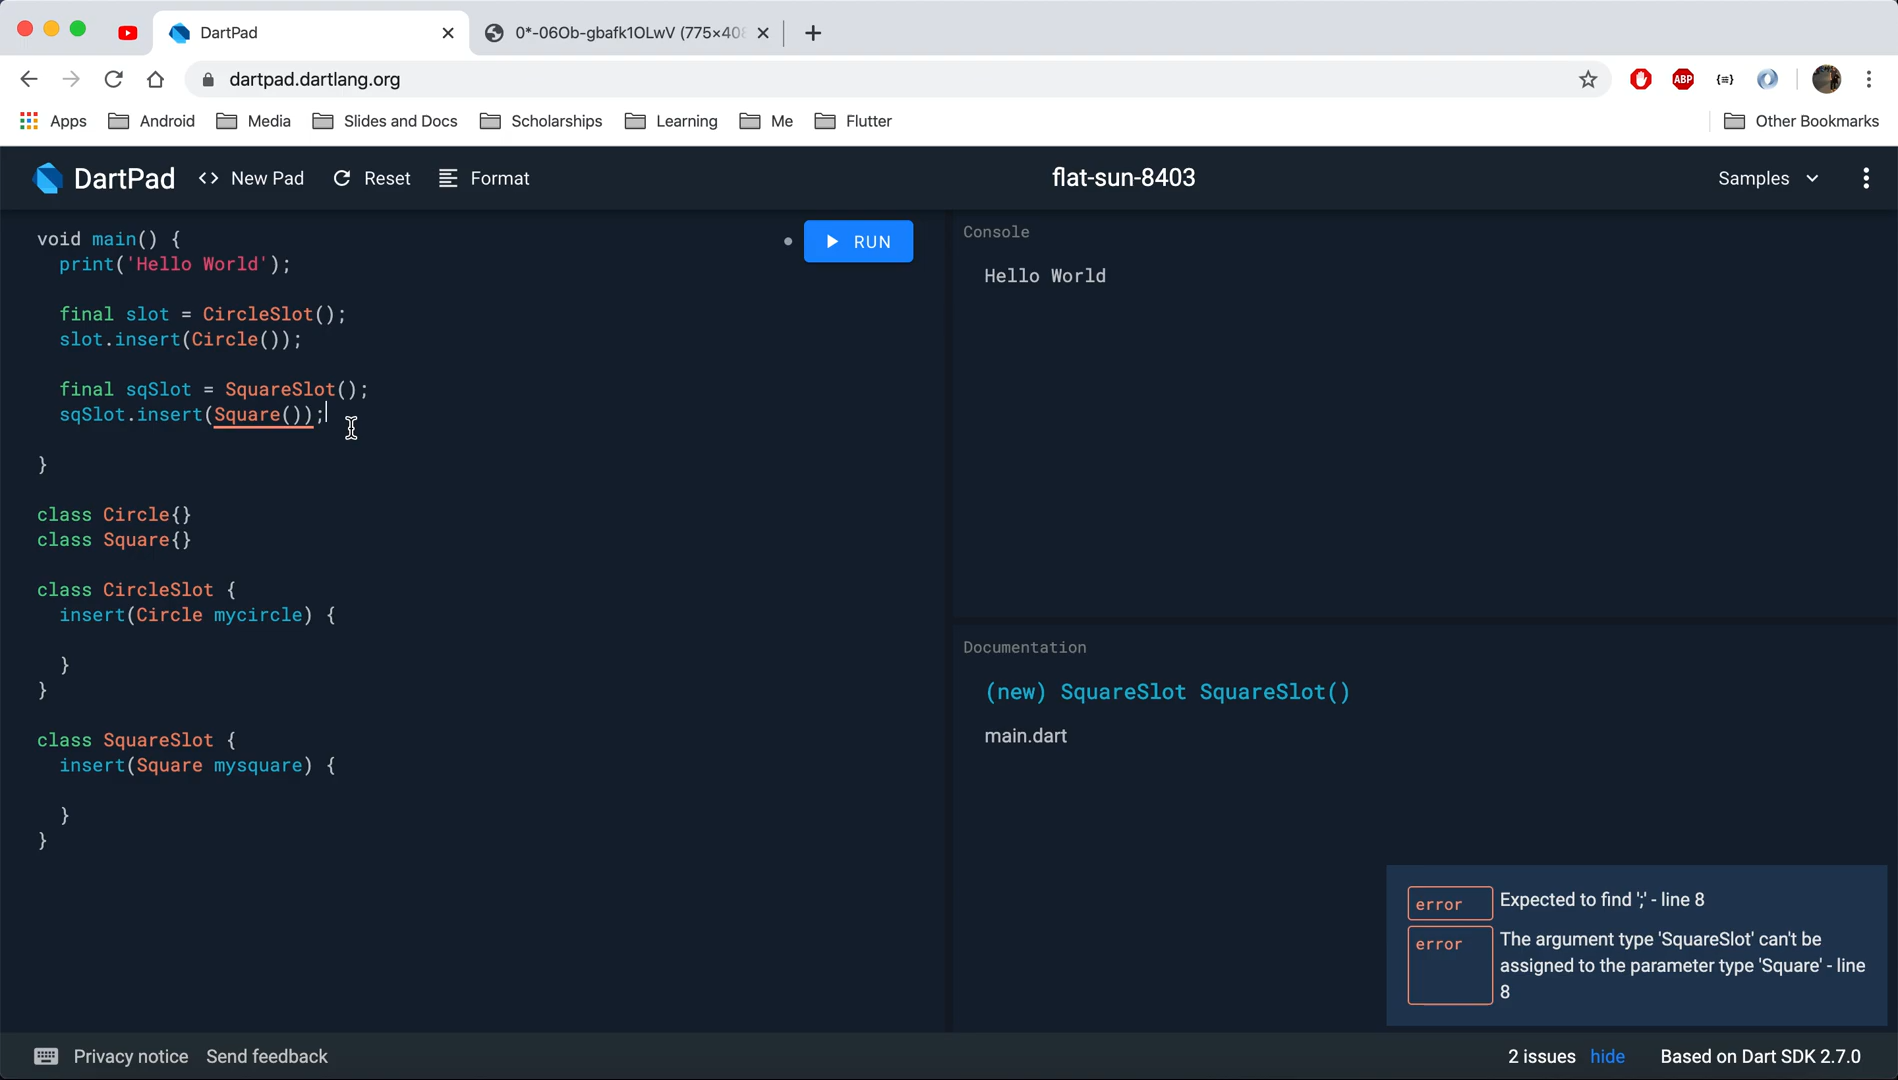 DartPad
0*-06Ob-gbafk1OLwV (775×40
dartpad.dartlang.org
ABP
Apps
Android
Media
Slides and Docs
Scholarships
Learning
Me
Flutter
Other Bookmarks
DartPad
<> New Pad
Reset
Format
flat-sun-8403
Samples
void main() {
print('Hello World');
final slot = CircleSlot();
slot.insert(Circle());
final sqSlot = SquareSlot();
sqSlot.insert(Square());
}
class Circle{}
class Square{}
class CircleSlot {
insert(Circle mycircle) {
}
}
class SquareSlot {
insert(Square mysquare) {
}
}
RUN
Console
Hello World
Documentation
(new) SquareSlot SquareSlot()
main.dart
error
Expected to find ';' - line 8
error
The argument type 'SquareSlot' can't be
assigned to the parameter type 'Square' - line
8
Privacy notice
Send feedback
2 issues
hide
Based on Dart SDK 2.7.0